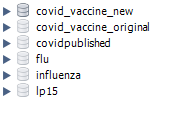 covid_vaccine_new
covid_vaccine_original
covidpublished
flu
influenza
lp15